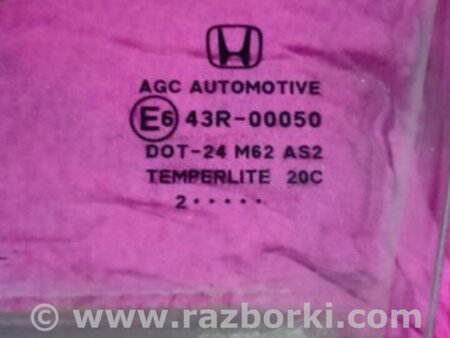 AGC AUTOMOTIVE
E6 43R-00050
DOT-24 M62 AS2
TEMPERLITE 20C
2•••••
www.razborki.com